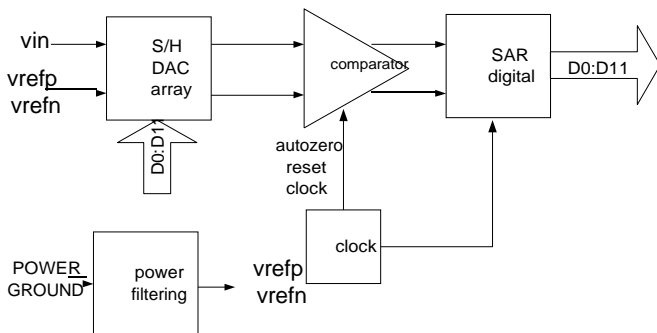 vin
vrefp
vrefn
S/H
DAC
array
D0:D11
comparator
SAR
digital
D0:D11
autozero
reset
clock
clock
POWER
GROUND
power
filtering
vrefp
vrefn